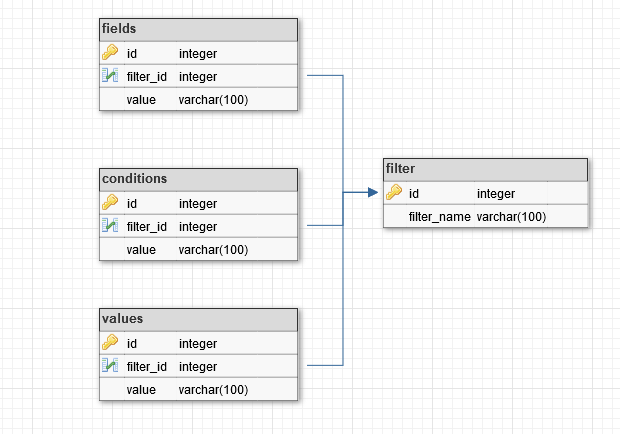 fields
id integer
filter_id integer
value varchar(100)
conditions
id integer
filter_id integer
value varchar(100)
values
id integer
filter_id integer
value varchar(100)
filter
id integer
filter_name varchar(100)